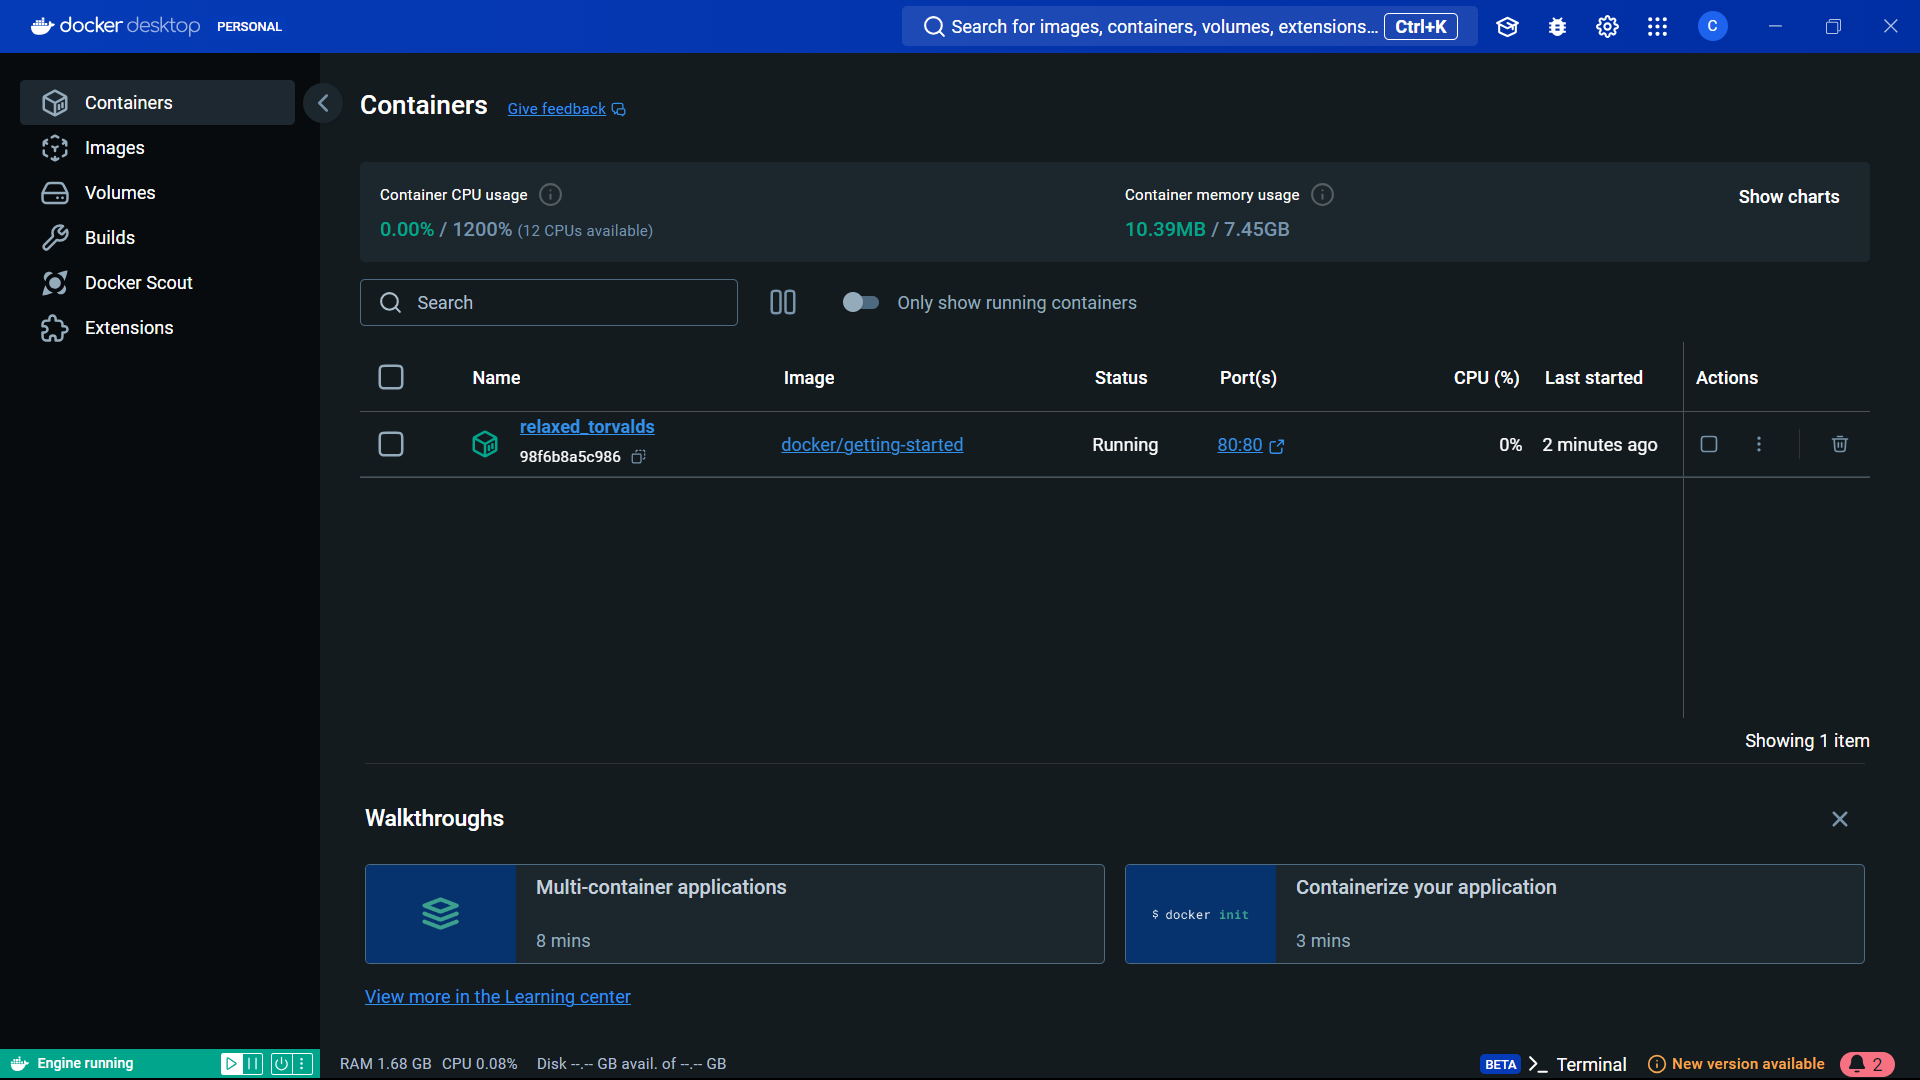 docker desktop PERSONAL
Search for images, containers, volumes, extensions... Ctrl+K
C
Containers
Images
Volumes
Builds
Docker Scout
Extensions
Containers Give feedback
Container CPU usage
0.00% / 1200% (12 CPUs available)
Container memory usage
10.39MB / 7.45GB
Show charts
Search
Only show running containers
Name Image Status Port(s) CPU (%) Last started Actions
relaxed_torvalds
98f6b8a5c986
docker/getting-started Running 80:80 0% 2 minutes ago
Showing 1 item
Walkthroughs
Multi-container applications
8 mins
$ docker init
Containerize your application
3 mins
View more in the Learning center
Engine running
RAM 1.68 GB CPU 0.08% Disk --.-- GB avail. of --.-- GB
BETA >_ Terminal New version available 2